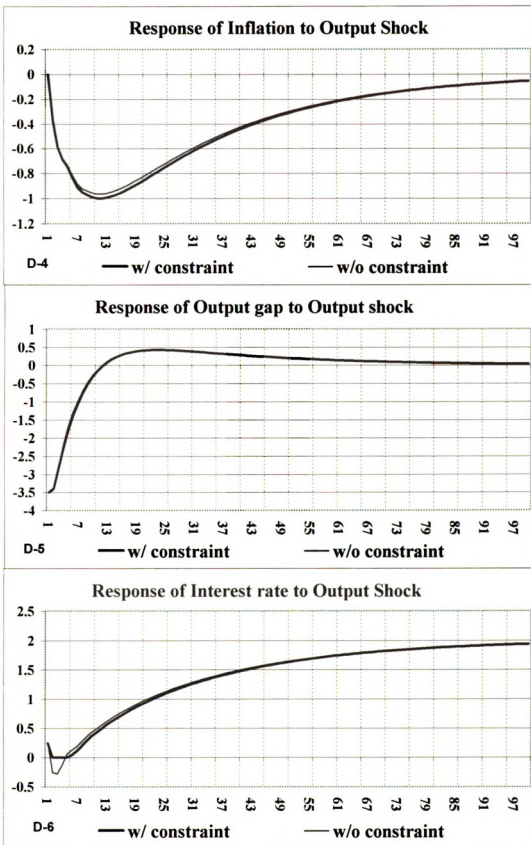 Response of Inflation to Output Shock
0.2
0
-0.2
-0.4
-0.6
-0.8
-1
-1.2
1 7 13 19 25 31 37 43 49 55 61 67 73 79 85 91 97
D-4 w/ constraint w/o constraint
Response of Output gap to Output shock
1
0.5
0
-0.5
-1
-1.5
-2
-2.5
-3
-3.5
-4
1 7 13 19 25 31 37 43 49 55 61 67 73 79 85 91 97
D-5 w/ constraint w/o constraint
Response of Interest rate to Output Shock
2.5
2
1.5
1
0.5
0
-0.5
1 7 13 19 25 31 37 43 49 55 61 67 73 79 85 91 97
D-6 w/ constraint w/o constraint